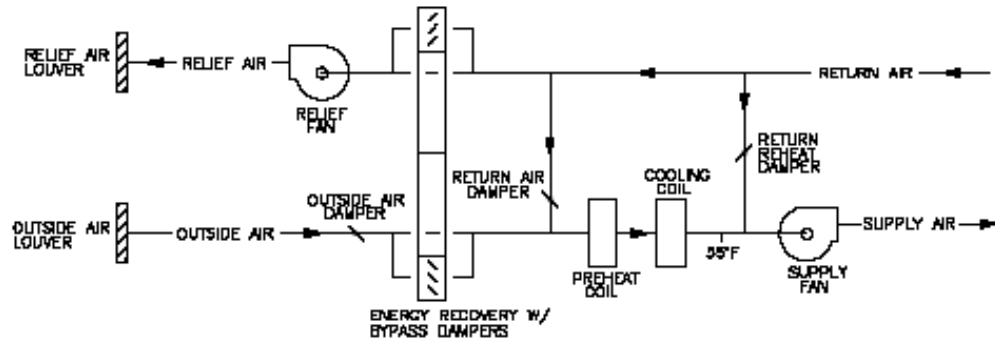 RELIEF AIR
LOUVER
RELIEF AIR
RELIEF
FAN
RETURN AIR
RETURN
REHEAT
DAMPER
RETURN AIR
DAMPER
COOLING
COIL
OUTSIDE AIR
LOUVER
OUTSIDE AIR
OUTSIDE AIR
DAMPER
PREHEAT
COIL
55°F
SUPPLY AIR
SUPPLY
FAN
ENERGY RECOVERY W/
BYPASS DAMPERS